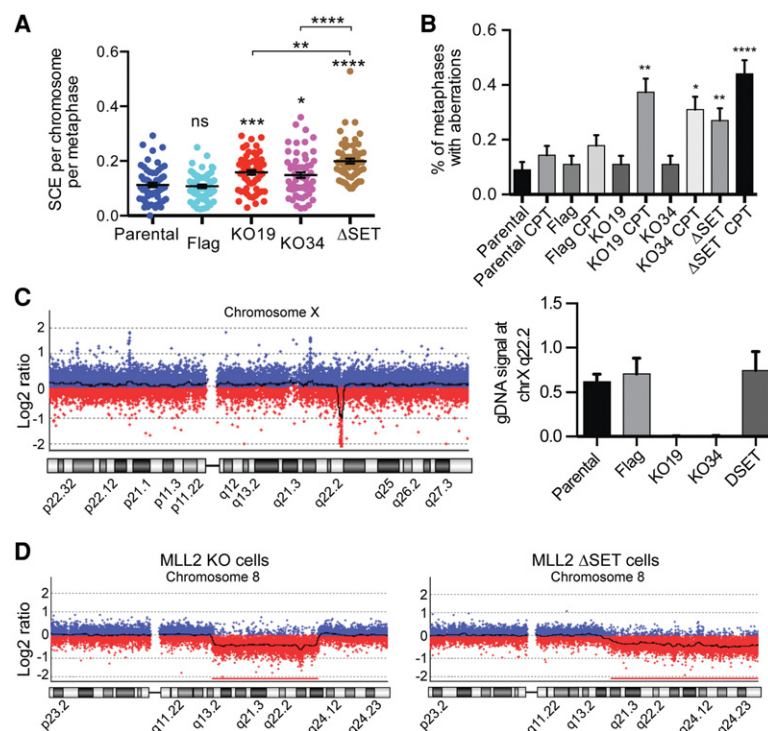 A
SCE per chromosome
per metaphase
0.6
0.4
0.2
0.0
ns
***
*
****
**
****
Parental
Flag
KO19
KO34
ΔSET
B
% of metaphases
with aberrations
0.6
0.4
0.2
0.0
**
*
**
****
Parental
Parental CPT
Flag
Flag CPT
KO19
KO19 CPT
KO34
KO34 CPT
ΔSET
ΔSET CPT
C
Chromosome X
Log2 ratio
2
1
0
-1
-2
p22.32
p22.12
p21.1
p11.3
p11.22
q12
q13.2
q21.3
q22.2
q25
q26.2
q27.3
gDNA signal at
chrX q22.2
1.5
1.0
0.5
0.0
Parental
Flag
KO19
KO34
DSET
D
MLL2 KO cells
Chromosome 8
Log2 ratio
2
1
0
-1
-2
p23.2
q11.22
q13.2
q21.3
q22.2
q24.12
q24.23
MLL2 ΔSET cells
Chromosome 8
2
1
0
-1
-2
p23.2
q11.22
q13.2
q21.3
q22.2
q24.12
q24.23